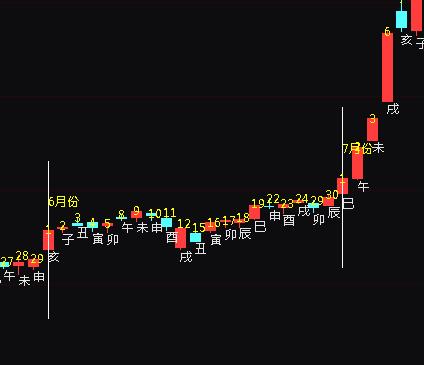 6
亥
子
戌
3
7月份
2
未
午
1
巳
6月份
27
28
29
午
未
申
1
亥
2
子
3
丑
4
寅
5
卯
8
午
9
未
10
申
11
酉
12
戌
15
丑
16
寅
17
卯
18
辰
19
巳
22
申
23
酉
24
戌
29
卯
30
辰